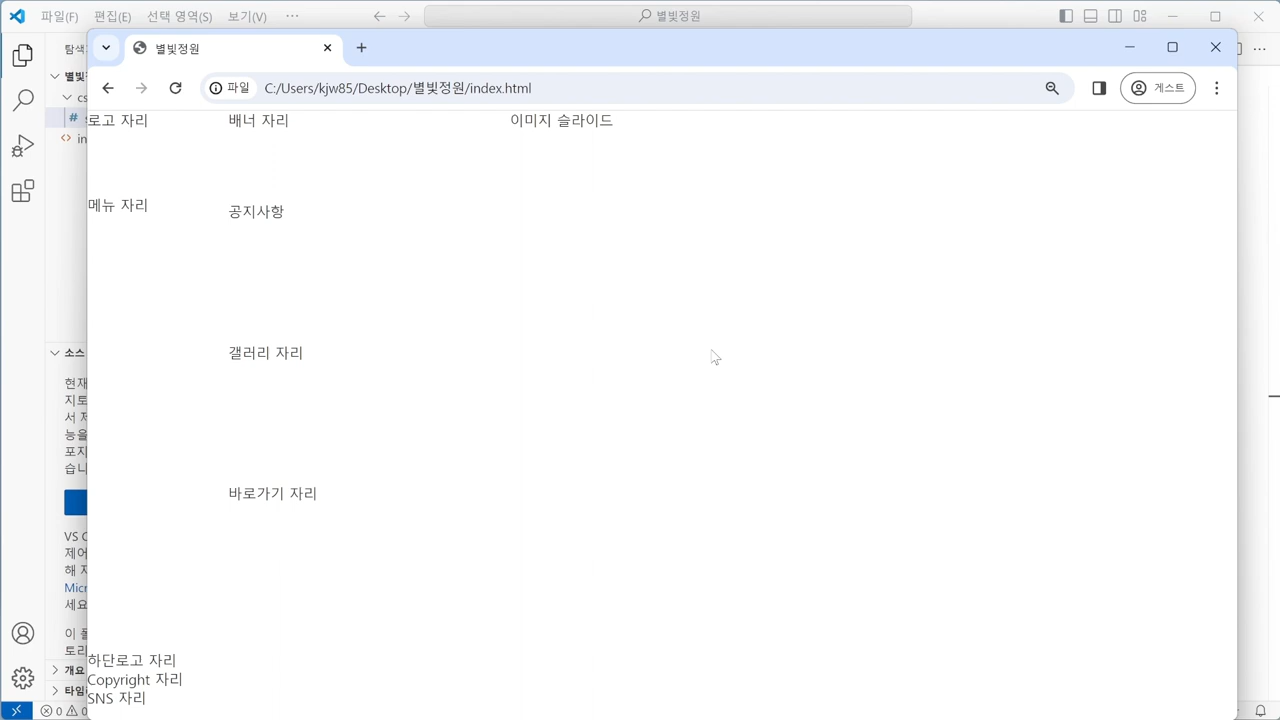 파일(F) 편집(E) 선택 영역(S) 보기(V) ··· 별빛정원
별빛정원
파일 C:/Users/kjw85/Desktop/별빛정원/index.html 게스트
탐색
별빛
cs
#
<> in
소스
현재
지토
서 제
능을
포지
습니
VS C
제어
해 지
Micr
세요
이 폴
토리
개요
타임
0 0
로고 자리
메뉴 자리
배너 자리
공지사항
갤러리 자리
바로가기 자리
이미지 슬라이드
하단로고 자리
Copyright 자리
SNS 자리